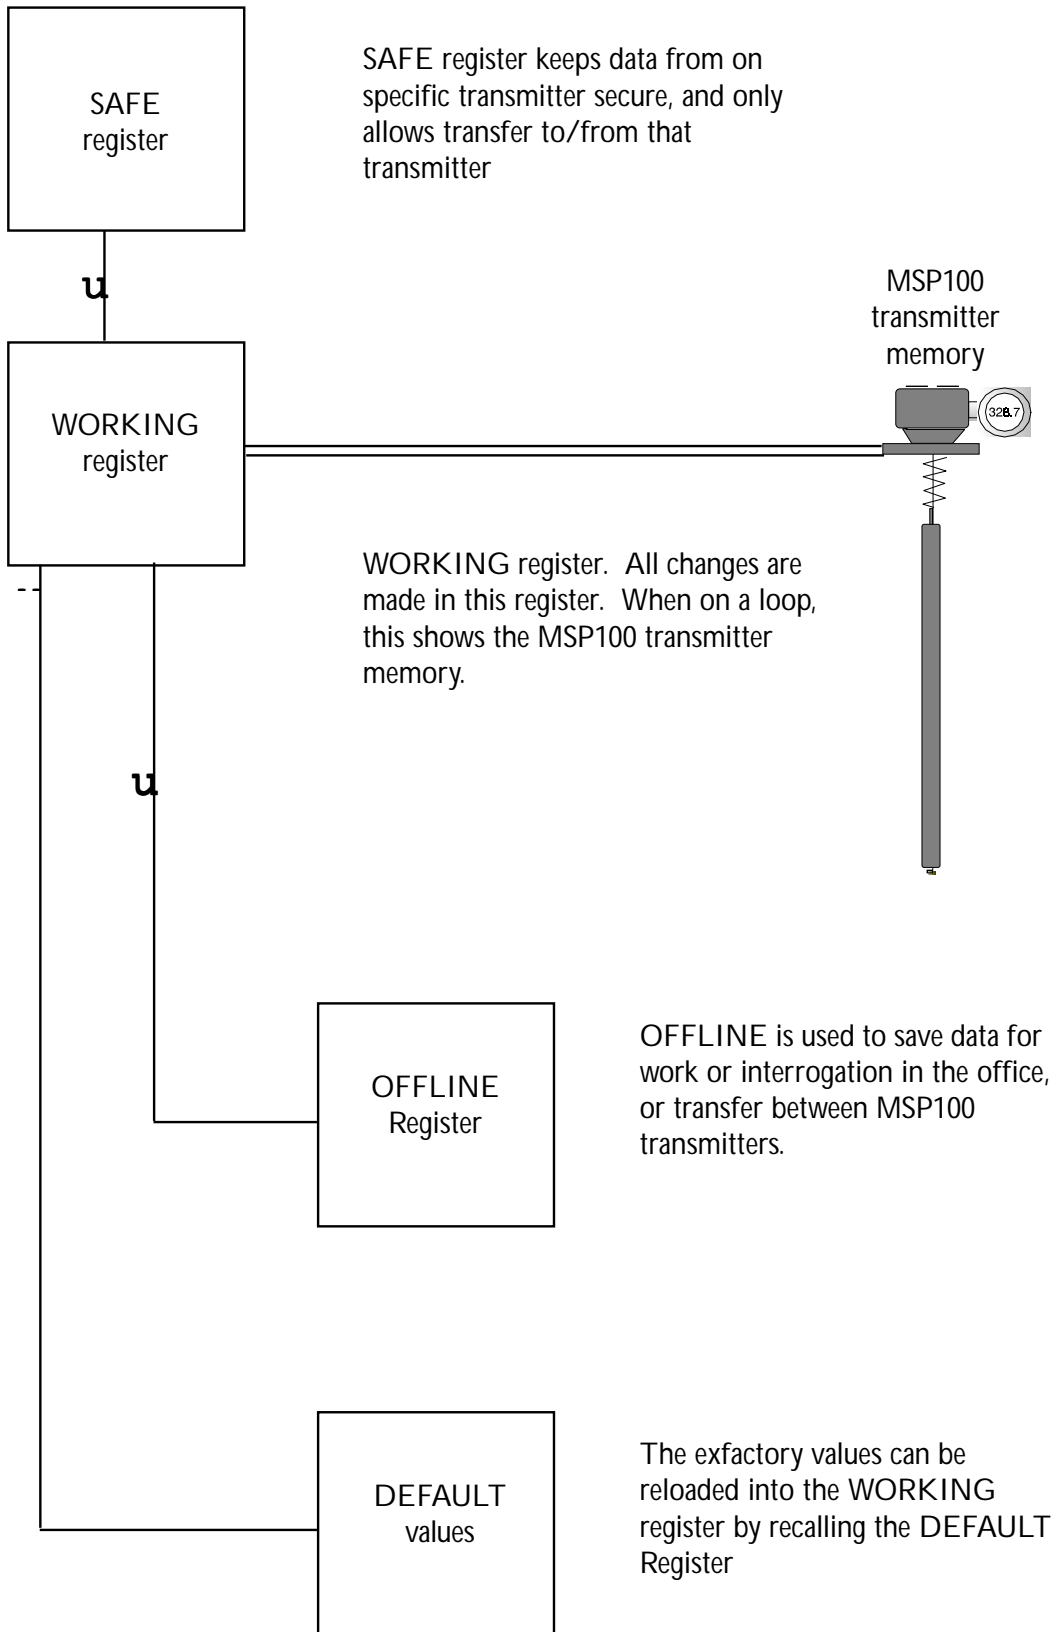 SAFE
register
SAFE register keeps data from on
specific transmitter secure, and only
allows transfer to/from that
transmitter
u
MSP100
transmitter
memory
WORKING
register
WORKING register.  All changes are
made in this register.  When on a loop,
this shows the MSP100 transmitter
memory.
--
u
OFFLINE
Register
OFFLINE is used to save data for
work or interrogation in the office,
or transfer between MSP100
transmitters.
DEFAULT
values
The exfactory values can be
reloaded into the WORKING
register by recalling the DEFAULT
Register